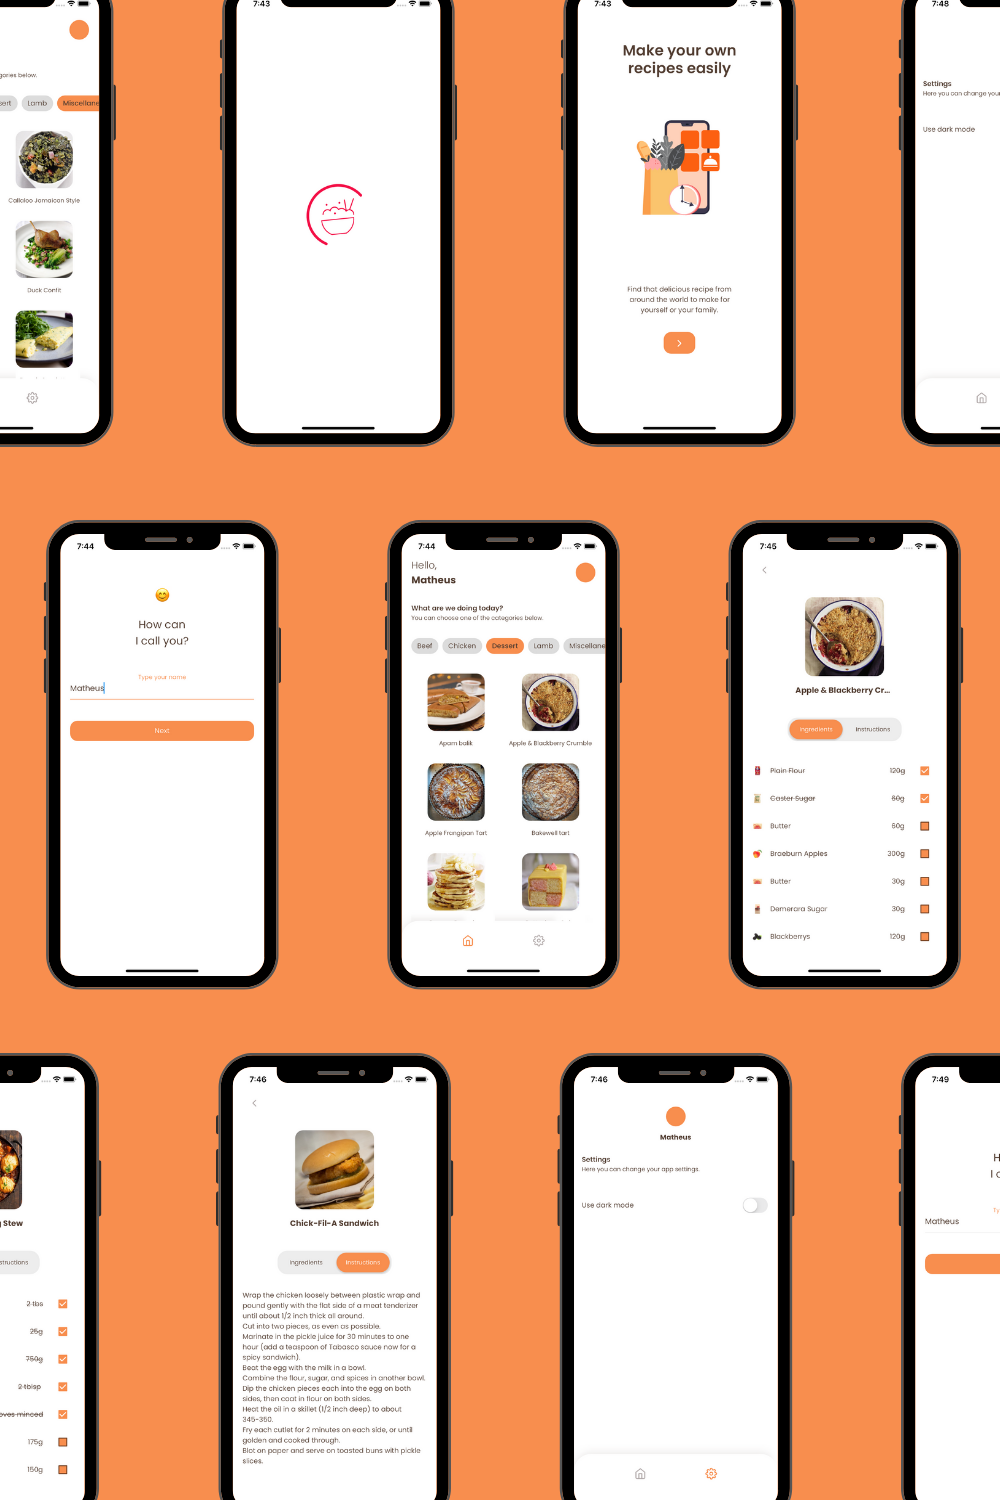 gories below.
sert
Lamb
Miscellane
Callaloo Jamaican Style
Duck Confit
7:43
7:43
Make your own
recipes easily
Find that delicious recipe from
around the world to make for
yourself or your family.
7:48
Settings
Here you can change your
Use dark mode
7:44
How can
I call you?
Type your name
Matheus
Next
7:44
Hello,
Matheus
What are we doing today?
You can choose one of the categories below.
Beef
Chicken
Dessert
Lamb
Miscellane
Apam balik
Apple & Blackberry Crumble
Apple Frangipan Tart
Bakewell tart
7:45
Apple & Blackberry Cr...
Ingredients
Instructions
Plain Flour 120g
Caster Sugar 60g
Butter 60g
Braeburn Apples 300g
Butter 30g
Demerara Sugar 30g
Blackberrys 120g
g Stew
structions
2 lbs
25g
750g
2 tblsp
oves minced
175g
150g
7:46
Chick-Fil-A Sandwich
Ingredients
Instructions
Wrap the chicken loosely between plastic wrap and
pound gently with the flat side of a meat tenderizer
until about 1/2 inch thick all around.
Cut into two pieces, as even as possible.
Marinate in the pickle juice for 30 minutes to one
hour (add a teaspoon of Tabasco sauce now for a
spicy sandwich).
Beat the egg with the milk in a bowl.
Combine the flour, sugar, and spices in another bowl.
Dip the chicken pieces each into the egg on both
sides, then coat in flour on both sides.
Heat the oil in a skillet (1/2 inch deep) to about
345-350.
Fry each cutlet for 2 minutes on each side, or until
golden and cooked through.
Blot on paper and serve on toasted buns with pickle
slices.
7:46
Matheus
Settings
Here you can change your app settings.
Use dark mode
7:49
H
I c
Ty
Matheus